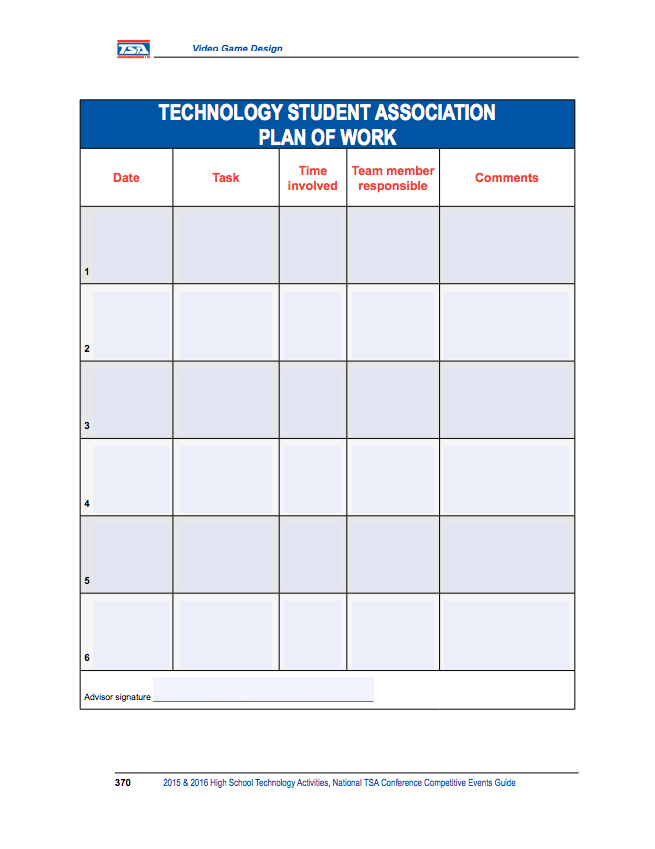 TSA
Video Game Design
TECHNOLOGY STUDENT ASSOCIATION
PLAN OF WORK
Date
Task
Time
involved
Team member
responsible
Comments
1
2
3
4
5
6
Advisor signature
370 2015 & 2016 High School Technology Activities, National TSA Conference Competitive Events Guide